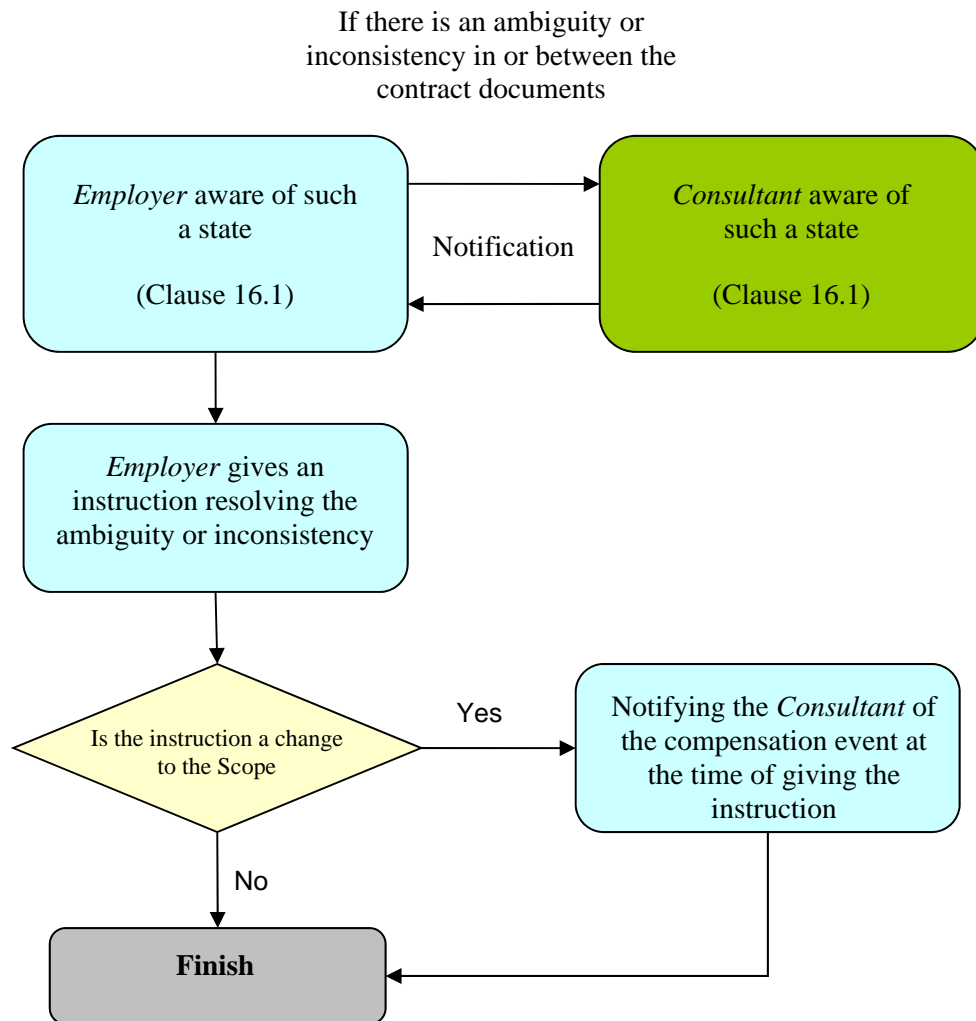 If there is an ambiguity or
inconsistency in or between the
contract documents
Employer aware of such
a state
(Clause 16.1)
Notification
Consultant aware of
such a state
(Clause 16.1)
Employer gives an
instruction resolving the
ambiguity or inconsistency
Is the instruction a change
to the Scope
Yes
Notifying the Consultant of
the compensation event at
the time of giving the
instruction
No
Finish